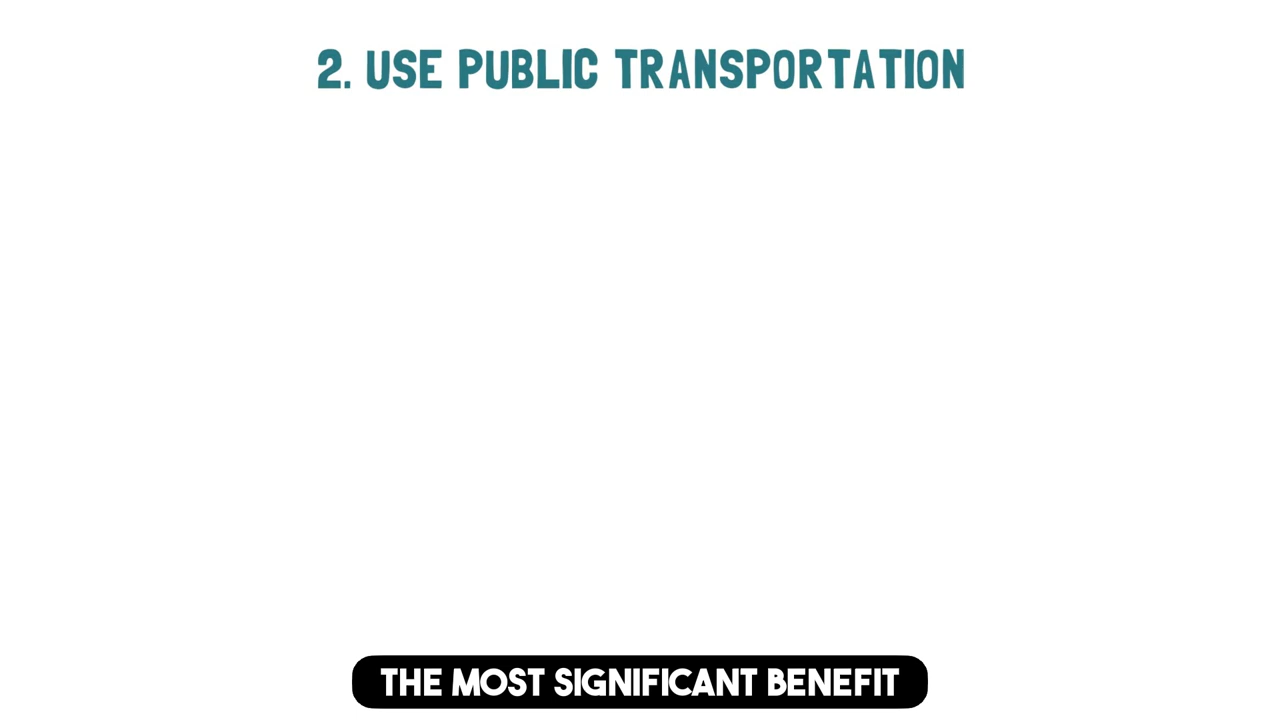 2. USE PUBLIC TRANSPORTATION
THE MOST SIGNIFICANT BENEFIT